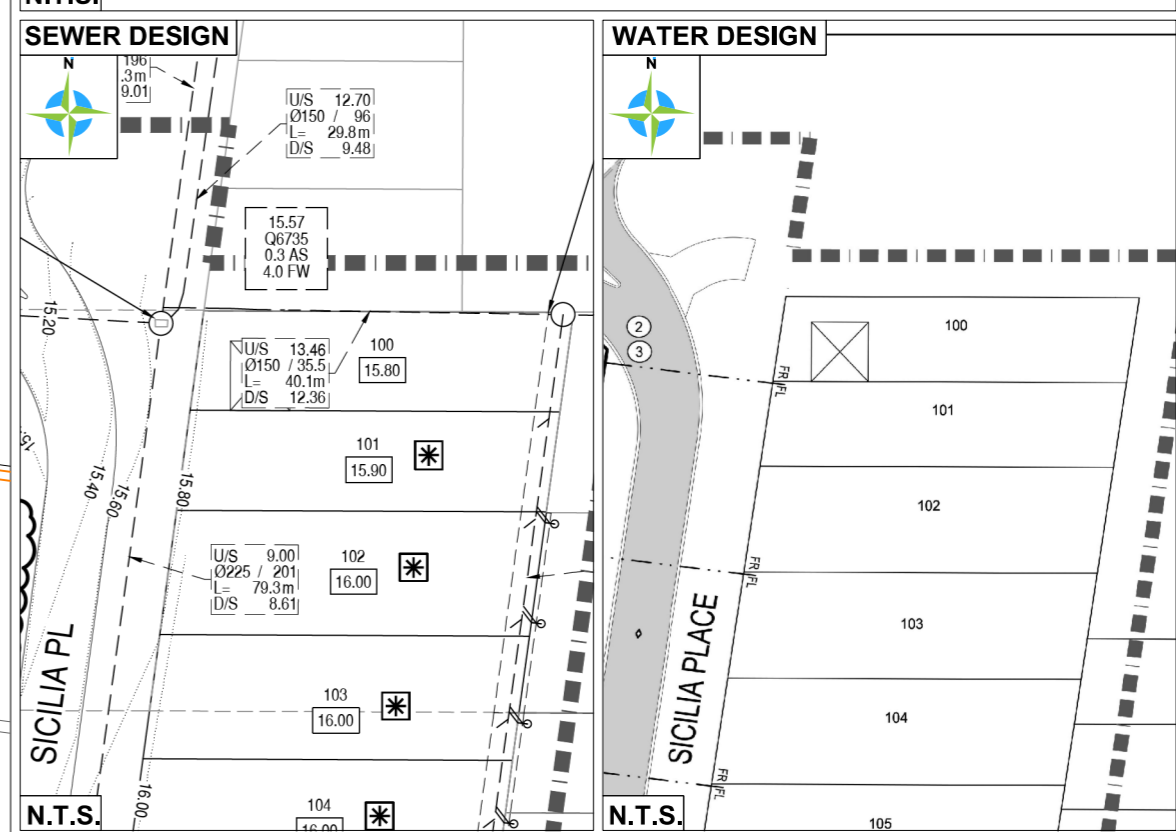 N.T.S.
SEWER DESIGN
N
196
.3m
9.01
U/S 12.70
Ø150 / 96
L= 29.8m
D/S 9.48
15.57
Q6735
0.3 AS
4.0 FW
15.20
U/S 13.46
Ø150 / 35.5
L= 40.1m
D/S 12.36
100
15.80
101
15.90
15.40
15.60
15.80
U/S 9.00
Ø225 / 201
L= 79.3m
D/S 8.61
102
16.00
103
16.00
SICILIA PL
16.00
104
16.00
N.T.S.
WATER DESIGN
N
2
3
100
FR
FL
101
102
FR
FL
103
SICILIA PLACE
104
FR
FL
105
N.T.S.